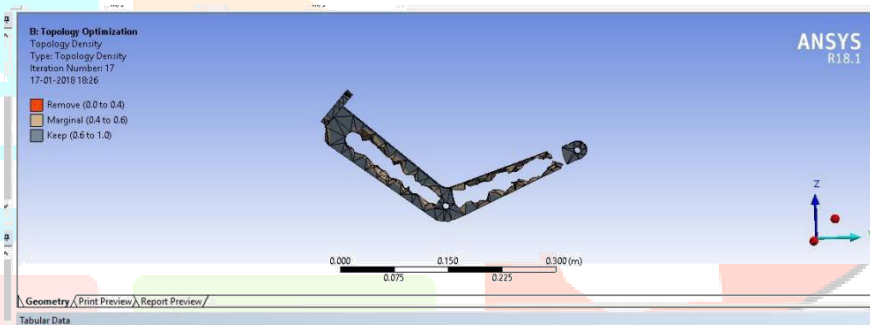 B: Topology Optimization
Topology Density
Type: Topology Density
Iteration Number: 17
17-01-2018 18:26
Remove (0.0 to 0.4)
Marginal (0.4 to 0.6)
Keep (0.6 to 1.0)
ANSYS
R18.1
Z
0.000 0.150 0.300 (m)
0.075 0.225
Geometry Print Preview Report Preview
Tabular Data